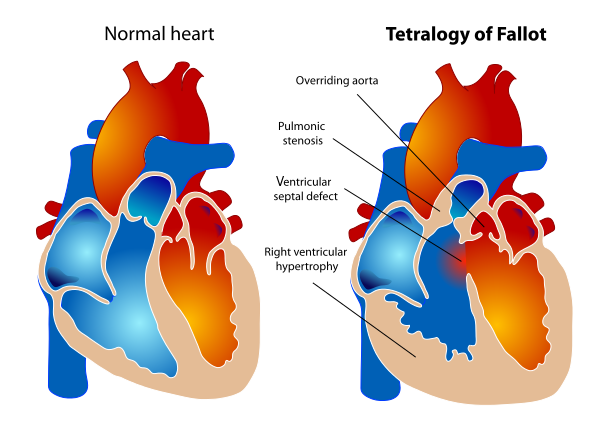 Normal heart
Tetralogy of Fallot
Overriding aorta
Pulmonic
stenosis
Ventricular
septal defect
Right ventricular
hypertrophy